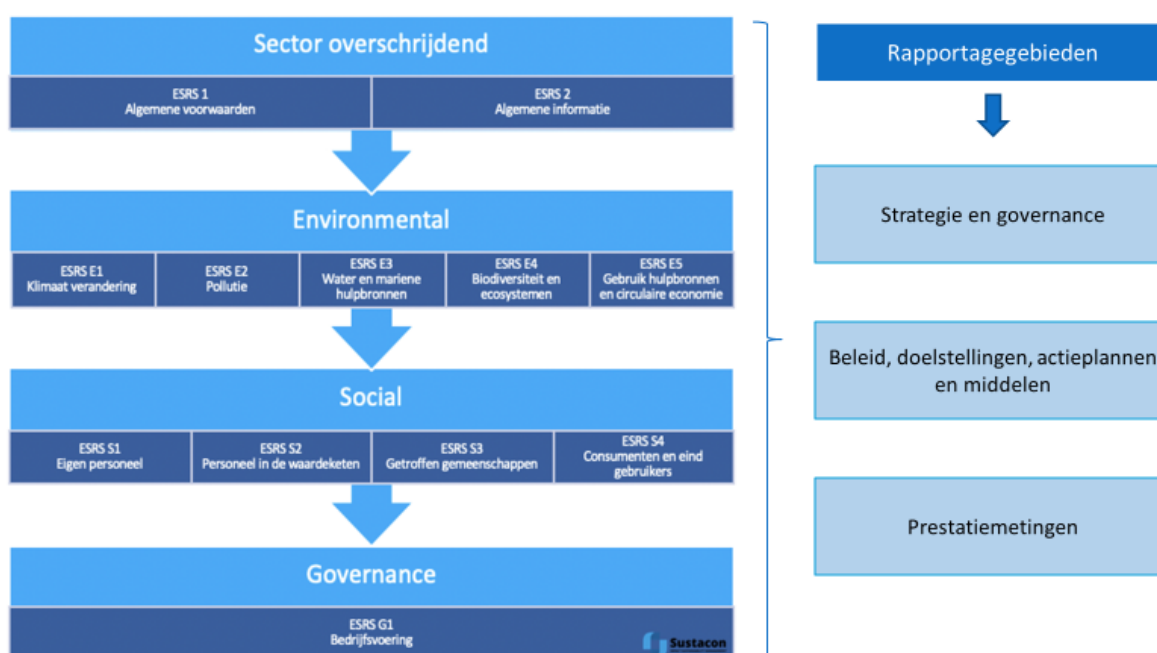 Sector overschrijdend
ESRS 1
Algemene voorwaarden
ESRS 2
Algemene informatie
Environmental
ESRS E1
Klimaat verandering
ESRS E2
Pollutie
ESRS E3
Water en mariene
hulpbronnen
ESRS E4
Biodiversiteit en
ecosystemen
ESRS E5
Gebruik hulpbronnen
en circulaire economie
Social
ESRS S1
Eigen personeel
ESRS S2
Personeel in de waardeketen
ESRS S3
Getroffen gemeenschappen
ESRS S4
Consumenten en eind
gebruikers
Governance
ESRS G1
Bedrijfsvoering
Sustacon
Rapportagegebieden
Strategie en governance
Beleid, doelstellingen, actieplannen
en middelen
Prestatiemetingen